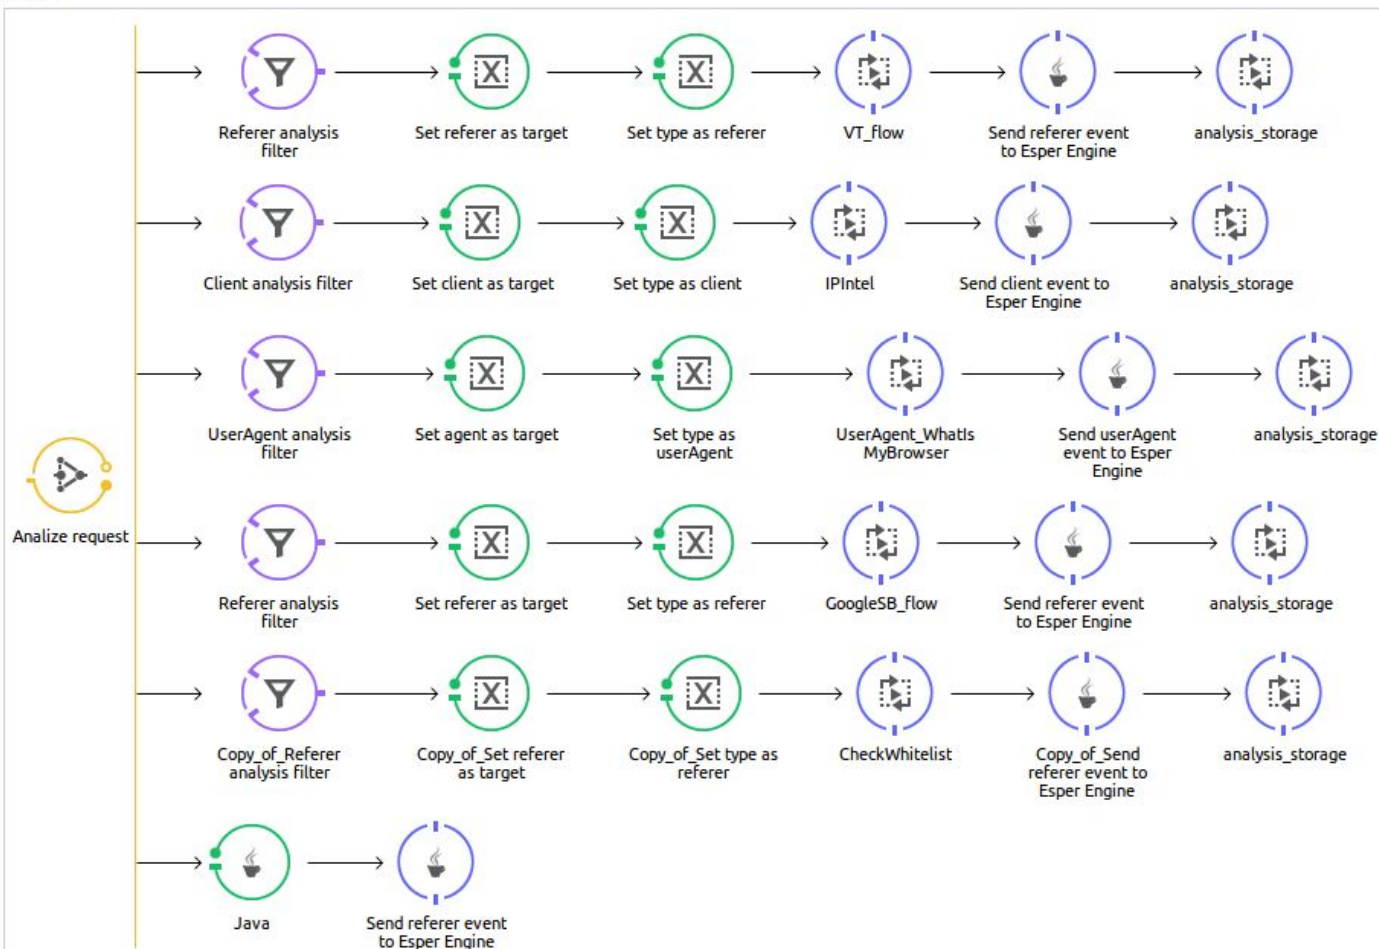 Referer analysis
filter
Set referer as target
Set type as referer
VT_flow
Send referer event
to Esper Engine
analysis_storage
Client analysis filter
Set client as target
Set type as client
IPIntel
Send client event to
Esper Engine
analysis_storage
UserAgent analysis
filter
Set agent as target
Set type as
userAgent
UserAgent_WhatIs
MyBrowser
Send userAgent
event to Esper
Engine
analysis_storage
Analize request
Referer analysis
filter
Set referer as target
Set type as referer
GoogleSB_flow
Send referer event
to Esper Engine
analysis_storage
Copy_of_Referer
analysis filter
Copy_of_Set referer
as target
Copy_of_Set type as
referer
CheckWhitelist
Copy_of_Send
referer event to
Esper Engine
analysis_storage
Java
Send referer event
to Esper Engine